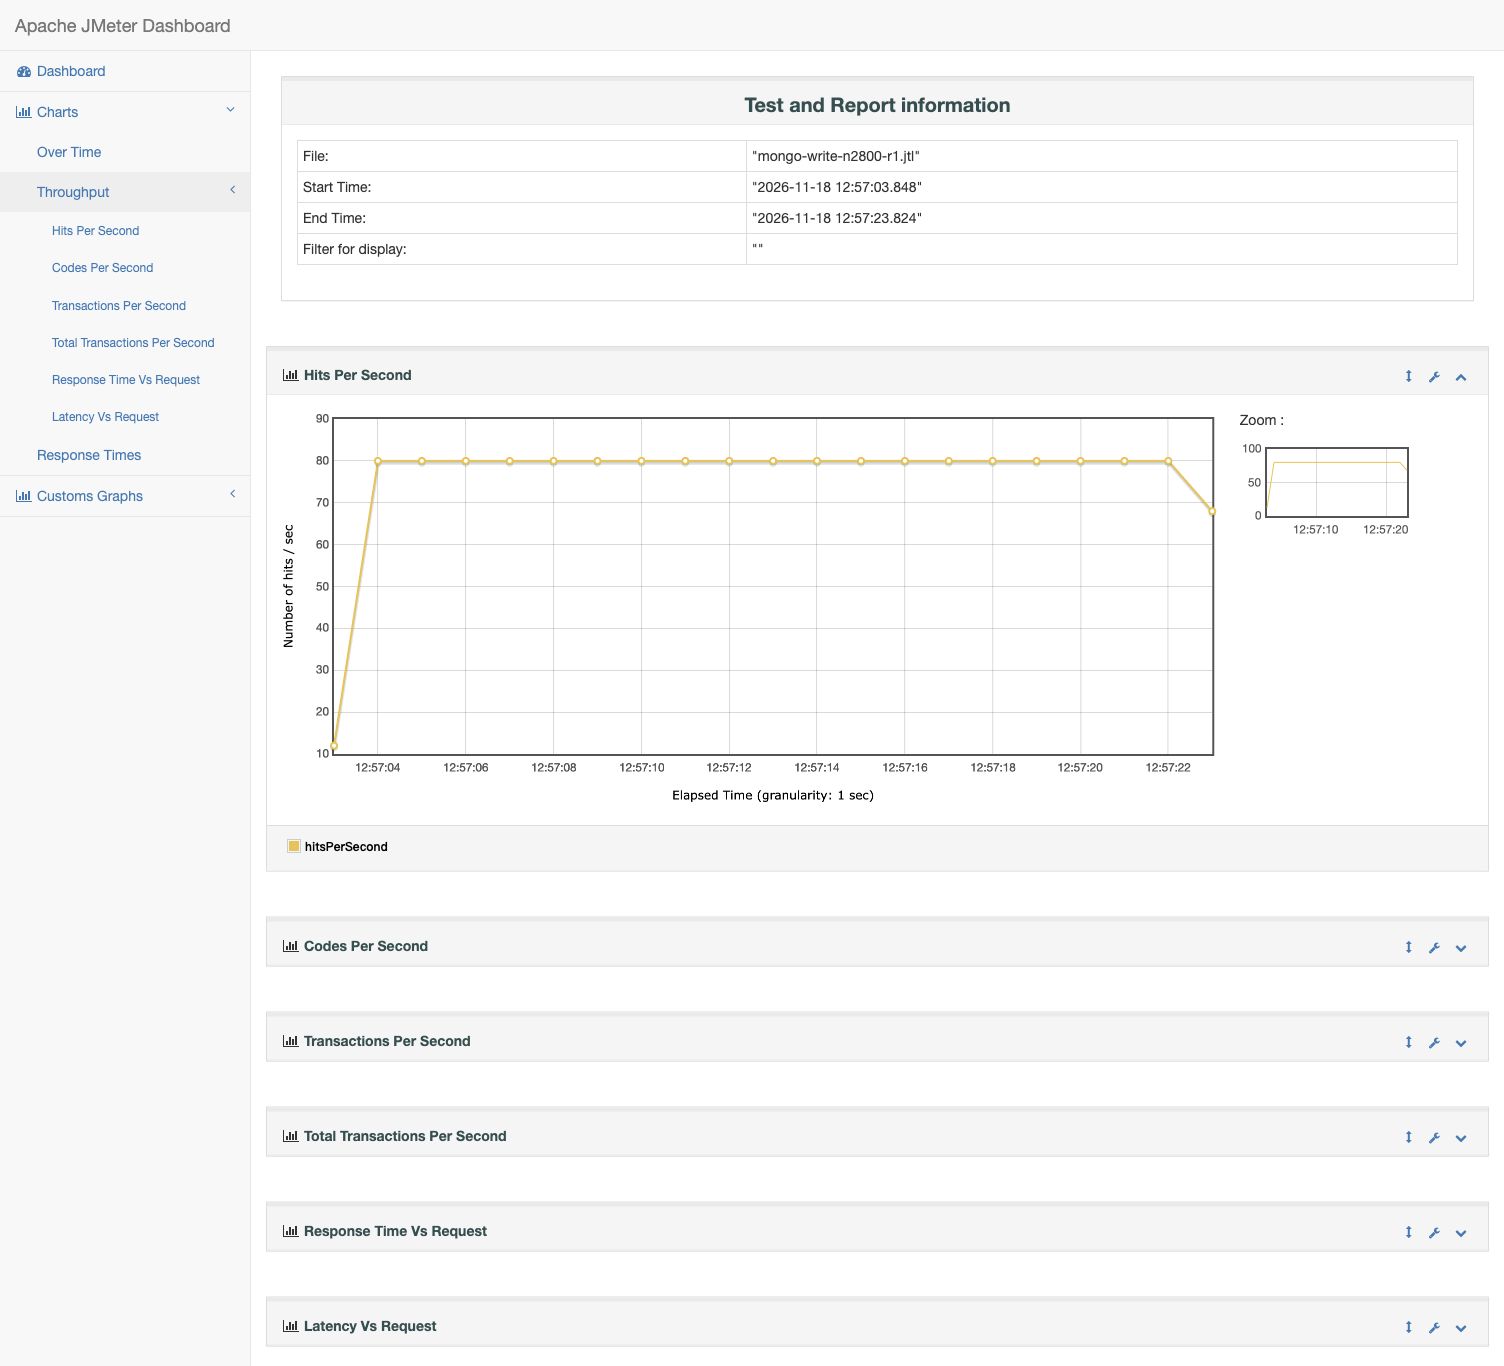 Apache JMeter Dashboard
Dashboard
Charts
Over Time
Throughput
Hits Per Second
Codes Per Second
Transactions Per Second
Total Transactions Per Second
Response Time Vs Request
Latency Vs Request
Response Times
Customs Graphs
Test and Report information
File: "mongo-write-n2800-r1.jtl"
Start Time: "2026-11-18 12:57:03.848"
End Time: "2026-11-18 12:57:23.824"
Filter for display: ""
Hits Per Second
90
80
70
60
50
40
30
20
10
Number of hits / sec
12:57:04 12:57:06 12:57:08 12:57:10 12:57:12 12:57:14 12:57:16 12:57:18 12:57:20 12:57:22
Elapsed Time (granularity: 1 sec)
Zoom :
100
50
0
12:57:10 12:57:20
hitsPerSecond
Codes Per Second
Transactions Per Second
Total Transactions Per Second
Response Time Vs Request
Latency Vs Request